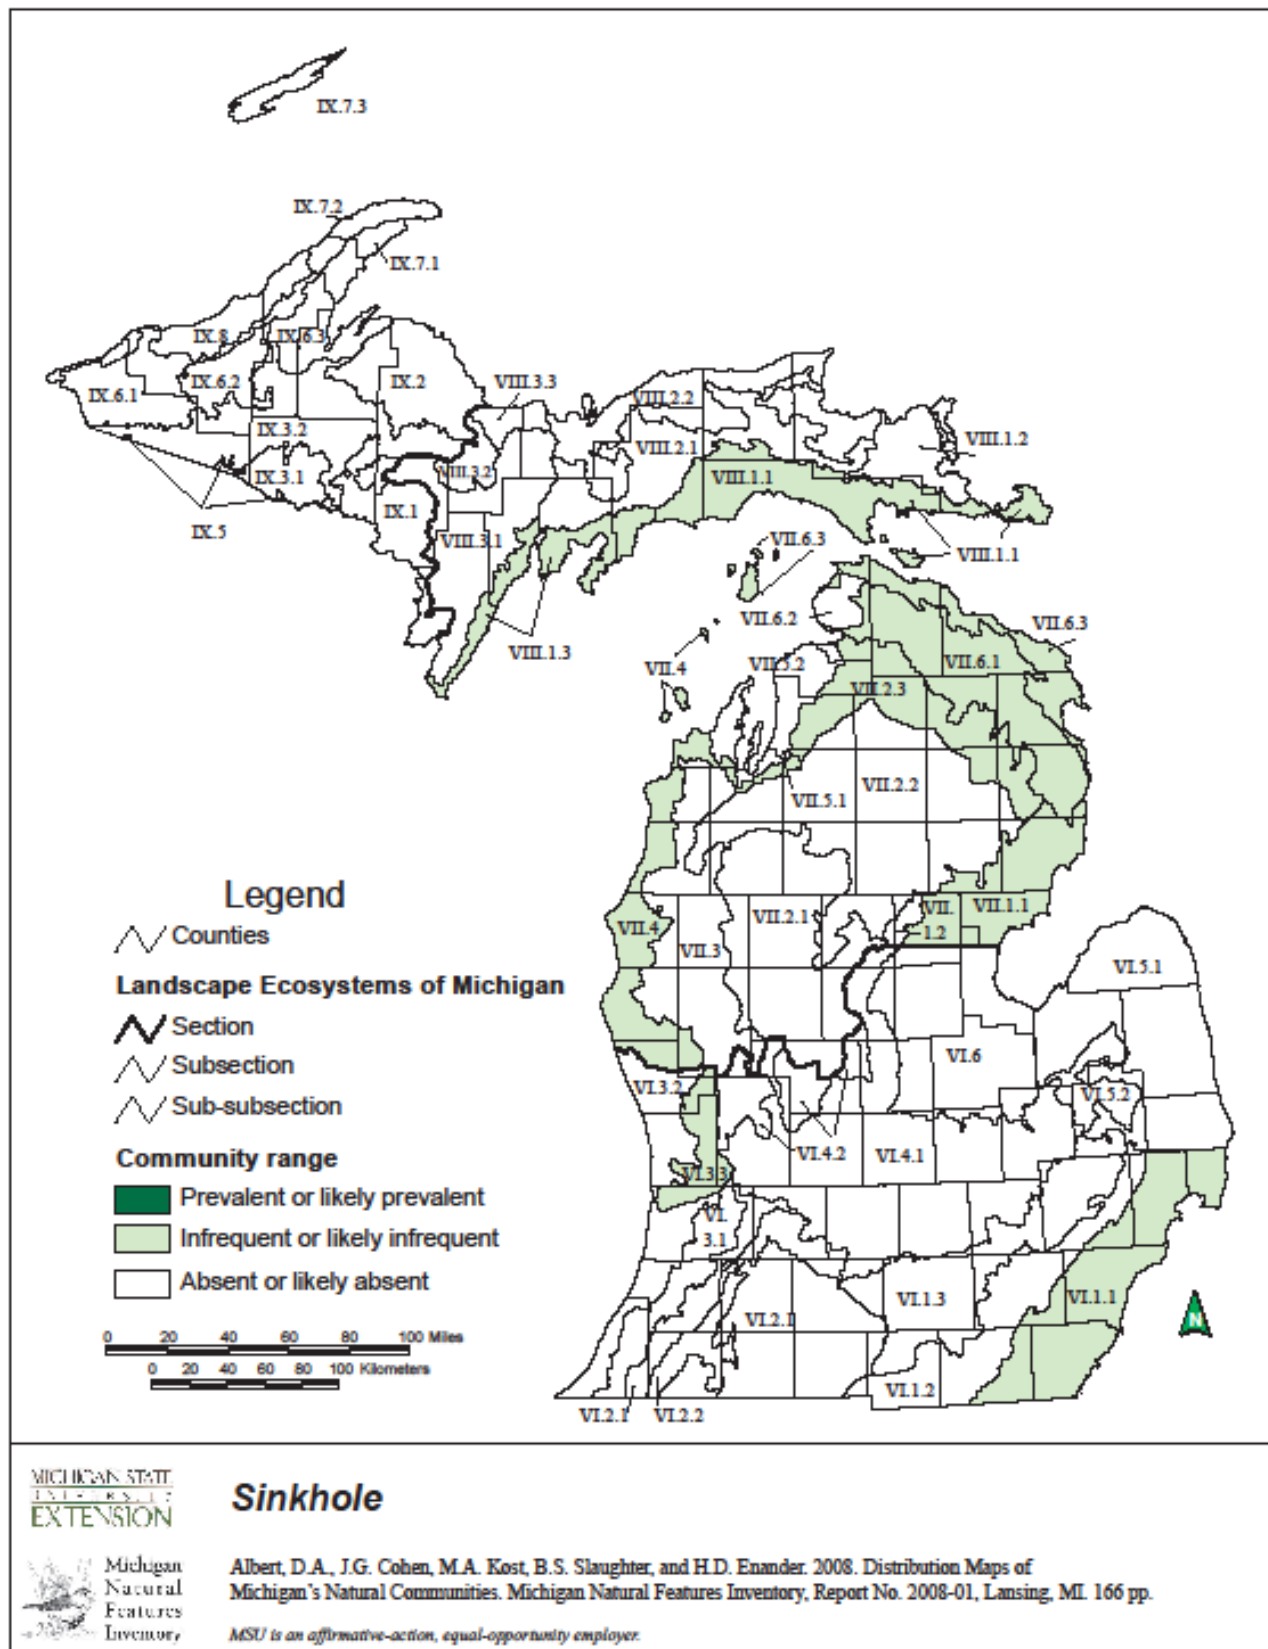 IX.7.3
IX.7.2
IX.7.1
IX.8
IX.6.3
IX.6.2
IX.2
IX.6.1
VIII.3.3
VIII.2.2
IX.3.2
VIII.1.2
VIII.2.1
IX.3.1
VIII.3.2
VIII.1.1
IX.1
IX.5
VIII.3.1
VII.6.3
VIII.1.1
VII.6.2
VII.6.3
VIII.1.3
VII.4
VII.5.2
VII.6.1
VII.2.3
VII.5.1
VII.2.2
VII.4
VII.3
VII.2.1
VII.
1.2
VII.1.1
VI.5.1
VI.6
VI.3.2
VI.5.2
VI.4.2
VI.4.1
VI.3.3
VI.
3.1
VI.1.3
VI.1.1
VI.2.1
VI.1.2
VI.2.1
VI.2.2
N
Legend
Counties
Landscape Ecosystems of Michigan
Section
Subsection
Sub-subsection
Community range
Prevalent or likely prevalent
Infrequent or likely infrequent
Absent or likely absent
0 20 40 60 80 100 Miles
0 20 40 60 80 100 Kilometers
MICHIGAN STATE
UNIVERSITY
EXTENSION
Sinkhole
Michigan
Natural
Features
Inventory
Albert, D.A., J.G. Cohen, M.A. Kost, B.S. Slaughter, and H.D. Enander. 2008. Distribution Maps of
Michigan's Natural Communities. Michigan Natural Features Inventory, Report No. 2008-01, Lansing, MI. 166 pp.
MSU is an affirmative-action, equal-opportunity employer.